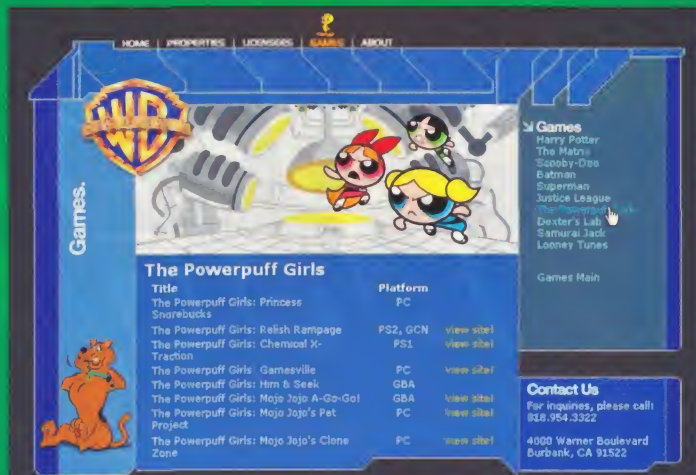 HOME | PROPERTIES | LICENSEES | GAMES | ABOUT
WB
Games.
Games
Harry Potter
The Matrix
Scooby-Doo
Batman
Superman
Justice League
The Powerpuff Girls
Dexter's Lab
Samurai Jack
Looney Tunes
Games Main
The Powerpuff Girls
Title Platform
The Powerpuff Girls: Princess PC
Snorebucks
The Powerpuff Girls: Relish Rampage PS2, GCN view site!
The Powerpuff Girls: Chemical X- PS1 view site!
Traction
The Powerpuff Girls Gamesville PC view site!
The Powerpuff Girls: Him & Seek GBA
The Powerpuff Girls: Mojo Jojo A-Go-Go! GBA view site!
The Powerpuff Girls: Mojo Jojo's Pet PC view site!
Project
The Powerpuff Girls: Mojo Jojo's Clone PC view site!
Zone
Contact Us
For inquiries, please call:
818.954.3322
4000 Warner Boulevard
Burbank, CA 91522